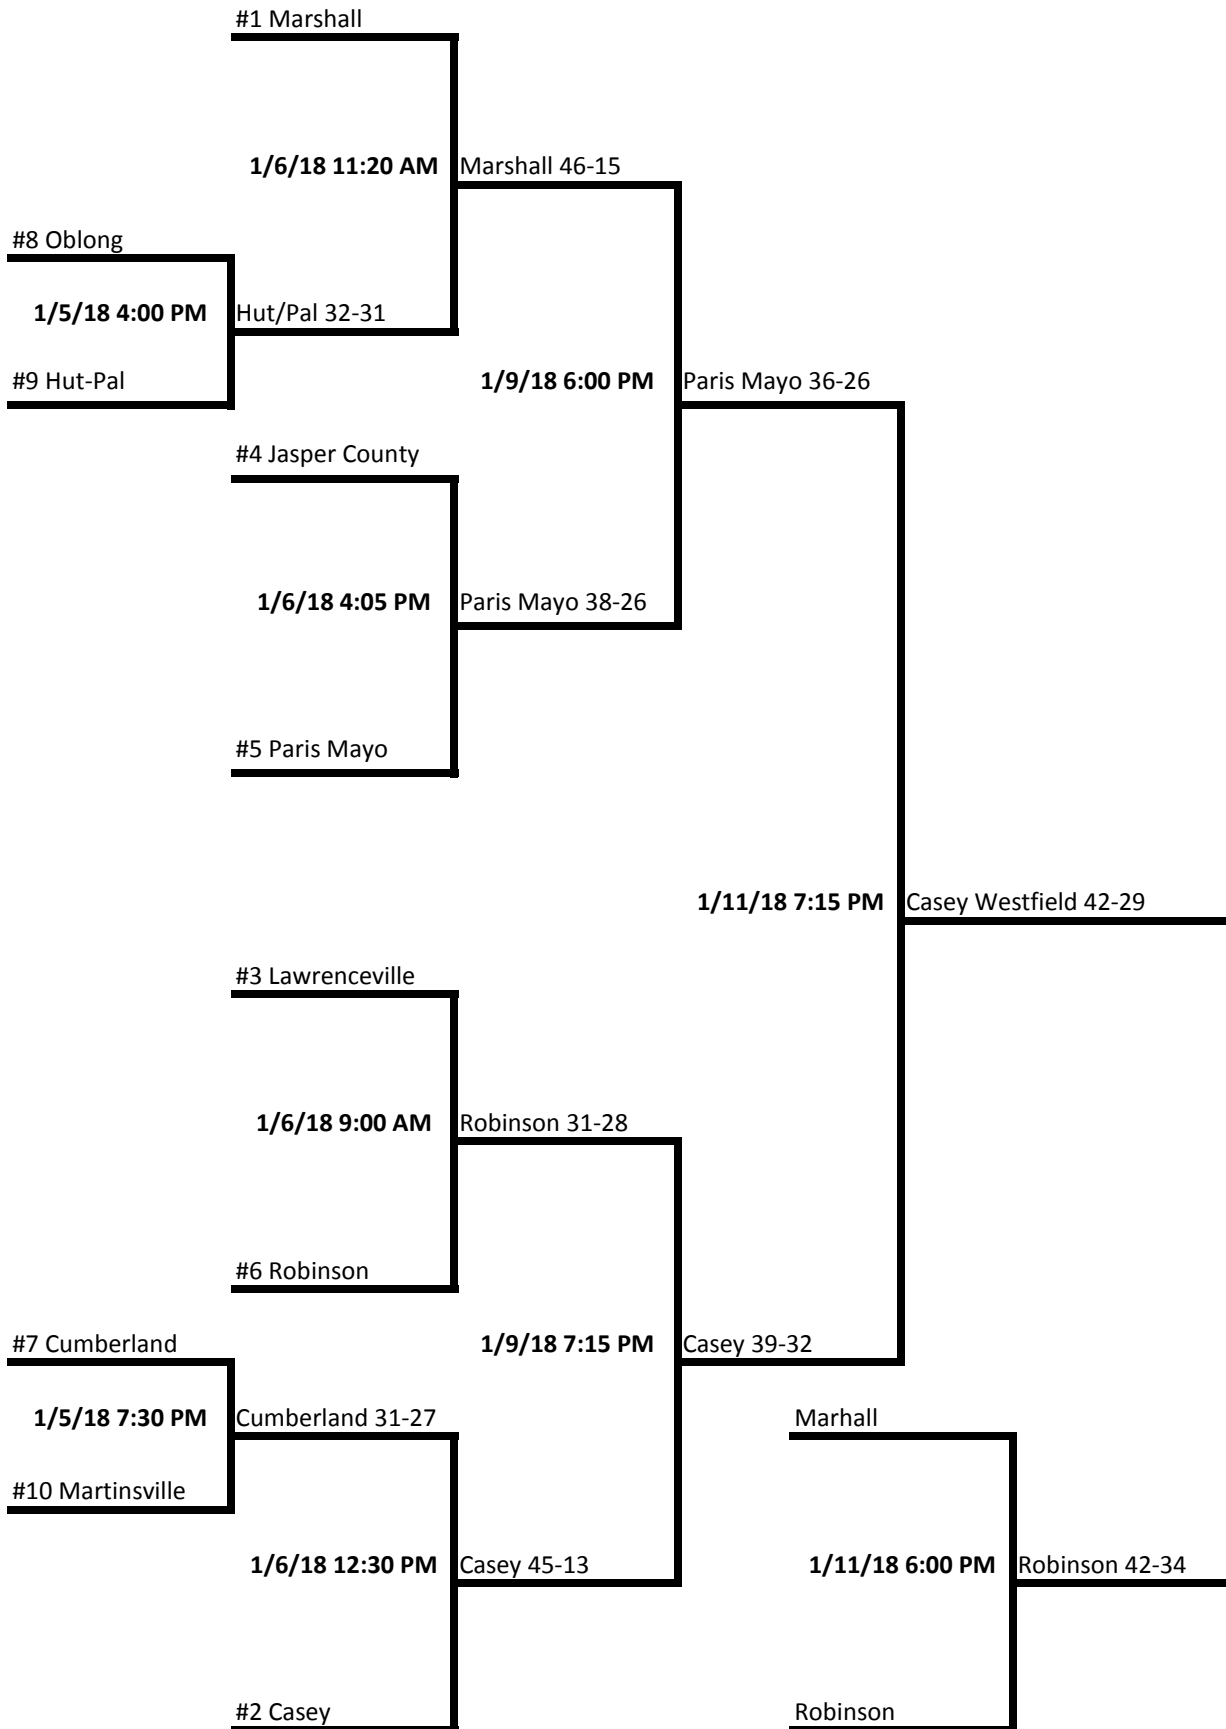 #1 Marshall
1/6/18 11:20 AM
Marshall 46-15
#8 Oblong
1/5/18 4:00 PM
Hut/Pal 32-31
#9 Hut-Pal
1/9/18 6:00 PM
Paris Mayo 36-26
#4 Jasper County
1/6/18 4:05 PM
Paris Mayo 38-26
#5 Paris Mayo
1/11/18 7:15 PM
Casey Westfield 42-29
#3 Lawrenceville
1/6/18 9:00 AM
Robinson 31-28
#6 Robinson
#7 Cumberland
1/9/18 7:15 PM
Casey 39-32
1/5/18 7:30 PM
Cumberland 31-27
Marhall
#10 Martinsville
1/6/18 12:30 PM
Casey 45-13
1/11/18 6:00 PM
Robinson 42-34
#2 Casey
Robinson